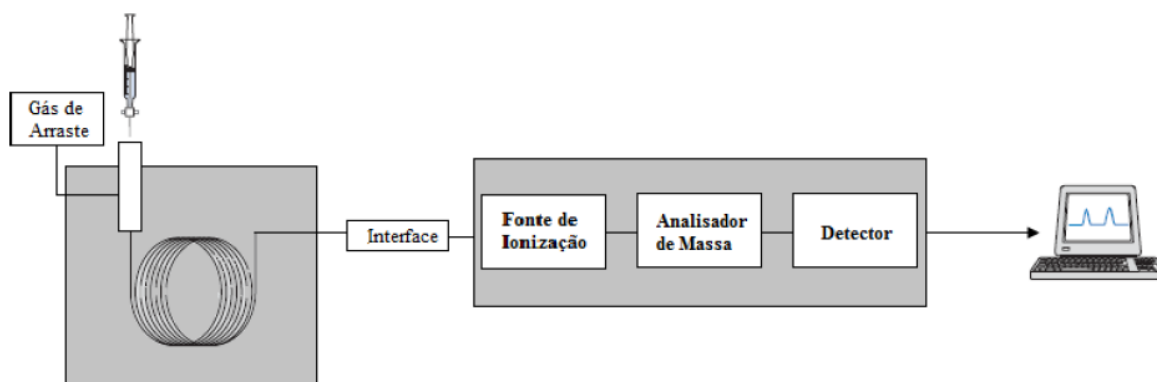 Gás de
Arraste
Interface
Fonte de
Ionização
Analisador
de Massa
Detector